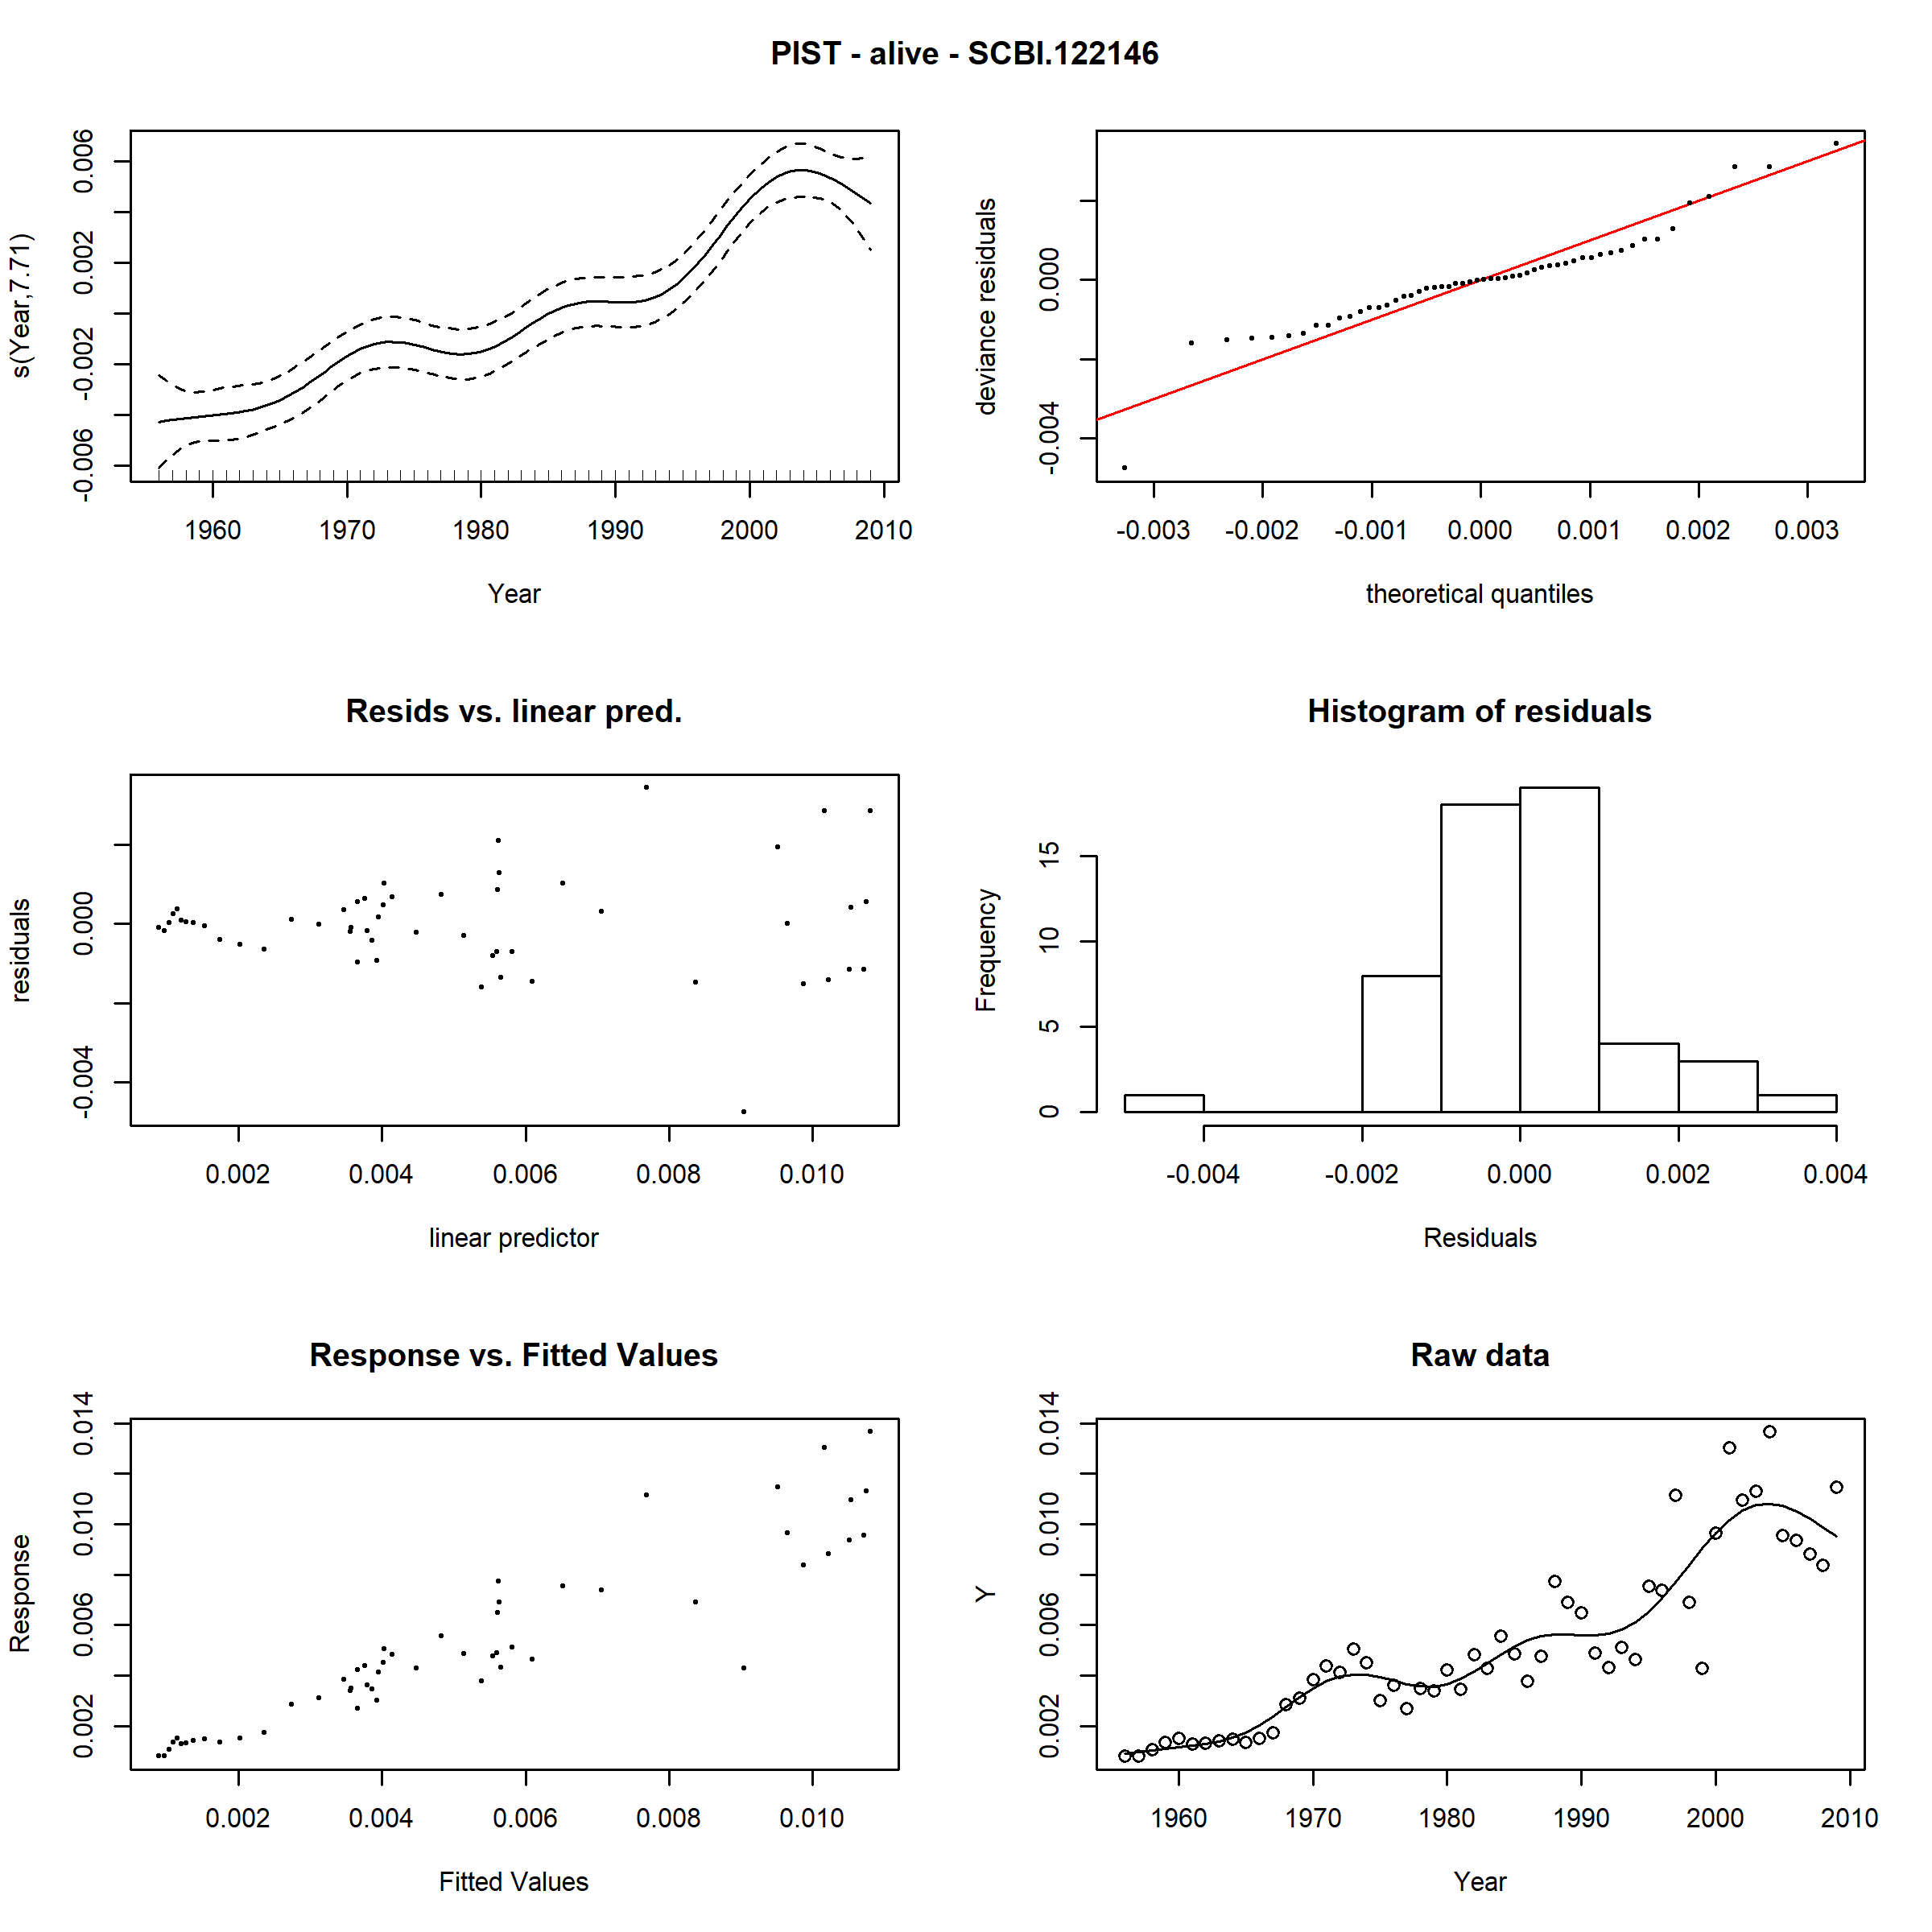 PIST - alive - SCBI.122146
s(Year,7.71)
-0.006 -0.002 0.002 0.006
1960 1970 1980 1990 2000 2010
Year
deviance residuals
-0.004 0.000
-0.003 -0.002 -0.001 0.000 0.001 0.002 0.003
theoretical quantiles
Resids vs. linear pred.
residuals
-0.004 0.000
0.002 0.004 0.006 0.008 0.010
linear predictor
Histogram of residuals
Frequency
0 5 10 15
-0.004 -0.002 0.000 0.002 0.004
Residuals
Response vs. Fitted Values
Response
0.002 0.006 0.010 0.014
0.002 0.004 0.006 0.008 0.010
Fitted Values
Raw data
Y
0.002 0.006 0.010 0.014
1960 1970 1980 1990 2000 2010
Year